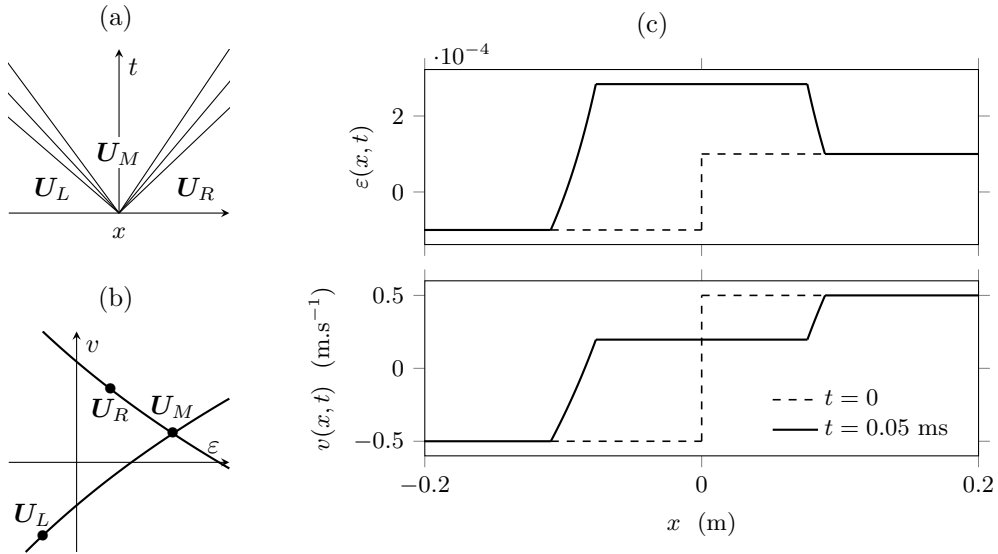 (a)
t
U_M
U_L
U_R
x
(b)
v
U_R
U_M
ε
U_L
(c)
·10⁻⁴
ε(x, t)
2
0
v(x, t) (m.s⁻¹)
0.5
0
−0.5
t = 0
t = 0.05 ms
−0.2
0
0.2
x (m)